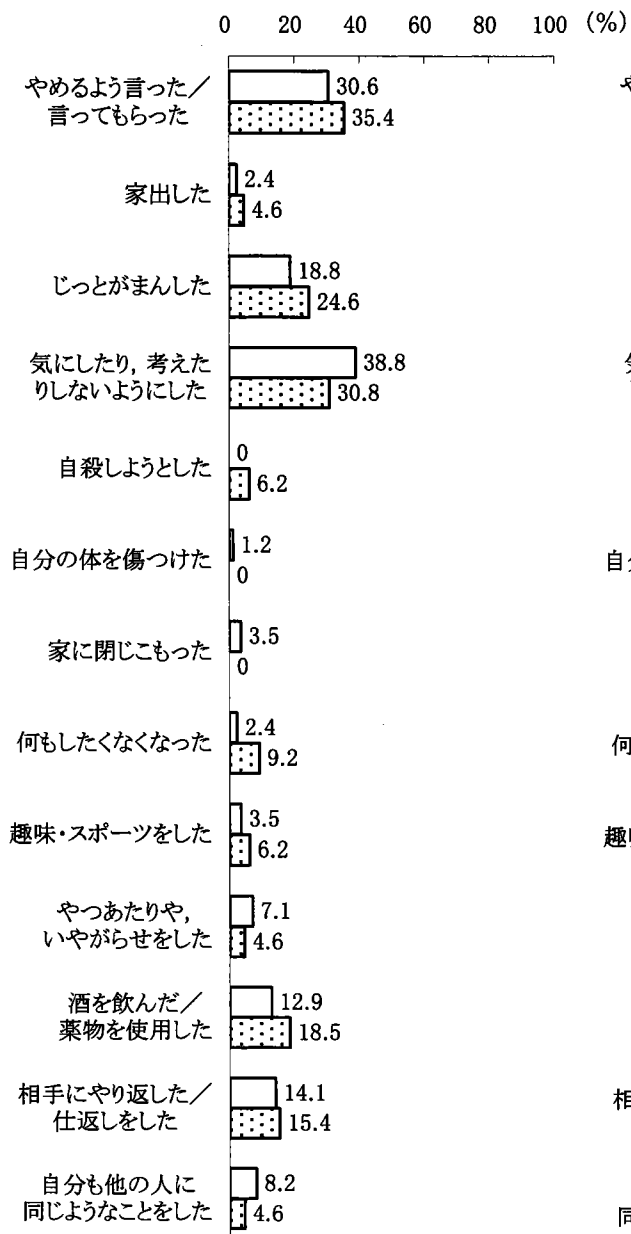 0 20 40 60 80 100 (%)
やめるよう言った／
言ってもらった
30.6
35.4
家出した
2.4
4.6
じっとがまんした
18.8
24.6
気にしたり，考えた
りしないようにした
38.8
30.8
自殺しようとした
0
6.2
自分の体を傷つけた
1.2
0
家に閉じこもった
3.5
0
何もしたくなくなった
2.4
9.2
趣味・スポーツをした
3.5
6.2
やつあたりや，
いやがらせをした
7.1
4.6
酒を飲んだ／
薬物を使用した
12.9
18.5
相手にやり返した／
仕返しをした
14.1
15.4
自分も他の人に
同じようなことをした
8.2
4.6
や
自分
何
趣味
相
同